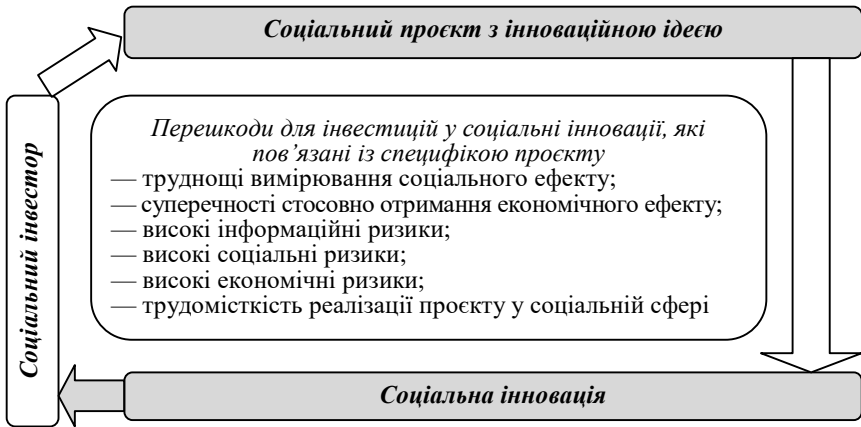 Соціальний проєкт з інноваційною ідеєю
Соціальний інвестор
Перешкоди для інвестицій у соціальні інновації, які
пов’язані із специфікою проєкту
— труднощі вимірювання соціального ефекту;
— суперечності стосовно отримання економічного ефекту;
— високі інформаційні ризики;
— високі соціальні ризики;
— високі економічні ризики;
— трудомісткість реалізації проєкту у соціальній сфері
Соціальна інновація